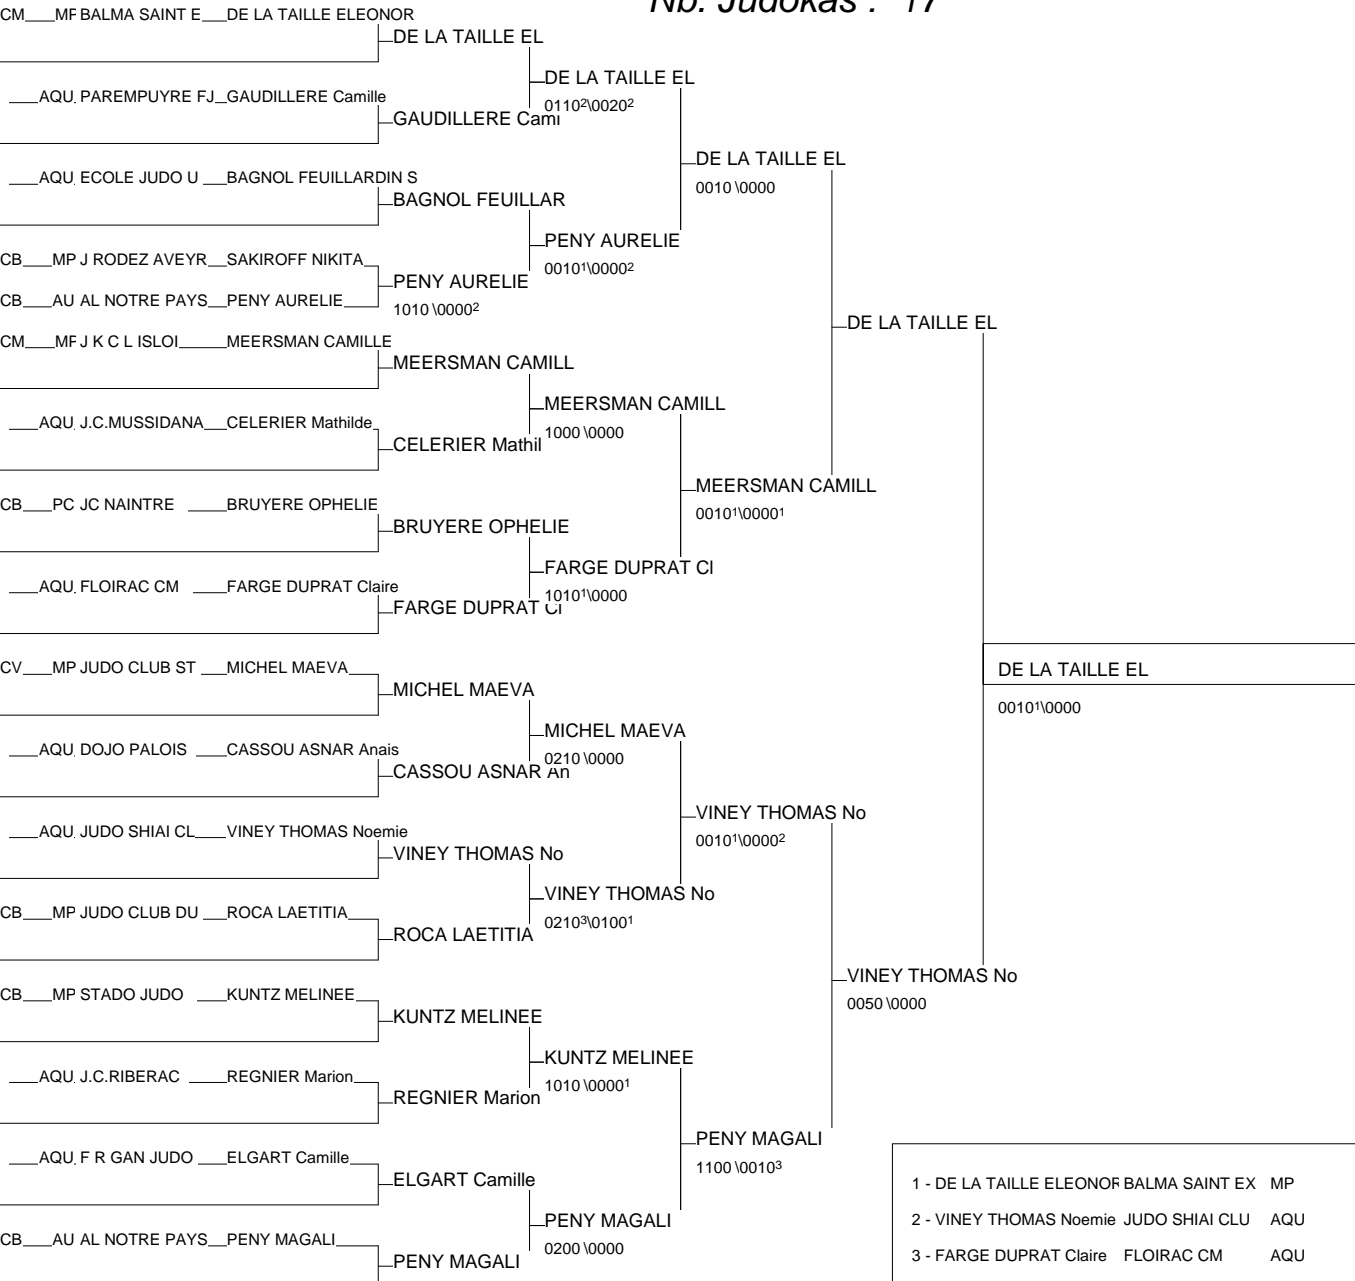 Nb. Judokas : 17
CM MP BALMA SAINT E DE LA TAILLE ELEONOR
DE LA TAILLE EL
DE LA TAILLE EL
AQU PAREMPUYRE FJ GAUDILLERE Camille
0110²\0020²
GAUDILLERE Cami
DE LA TAILLE EL
0010 \0000
AQU ECOLE JUDO U BAGNOL FEUILLARDIN S
BAGNOL FEUILLAR
PENY AURELIE
0010¹\0000²
CB MP J RODEZ AVEYR SAKIROFF NIKITA
PENY AURELIE
CB AU AL NOTRE PAYS PENY AURELIE
1010 \0000²
DE LA TAILLE EL
CM MP J K C L ISLOI MEERSMAN CAMILLE
MEERSMAN CAMILL
MEERSMAN CAMILL
AQU J.C.MUSSIDANA CELERIER Mathilde
1000 \0000
CELERIER Mathil
MEERSMAN CAMILL
CB PC JC NAINTRE BRUYERE OPHELIE
0010¹\0000¹
BRUYERE OPHELIE
FARGE DUPRAT Cl
AQU FLOIRAC CM FARGE DUPRAT Claire
1010¹\0000
FARGE DUPRAT Cl
CV MP JUDO CLUB ST MICHEL MAEVA
DE LA TAILLE EL
MICHEL MAEVA
0010¹\0000
MICHEL MAEVA
AQU DOJO PALOIS CASSOU ASNAR Anais
0210 \0000
CASSOU ASNAR An
VINEY THOMAS No
AQU JUDO SHIAI CL VINEY THOMAS Noemie
0010¹\0000²
VINEY THOMAS No
VINEY THOMAS No
CB MP JUDO CLUB DU ROCA LAETITIA
0210³\0100¹
ROCA LAETITIA
VINEY THOMAS No
CB MP STADO JUDO KUNTZ MELINEE
0050 \0000
KUNTZ MELINEE
KUNTZ MELINEE
AQU J.C.RIBERAC REGNIER Marion
1010 \0000¹
REGNIER Marion
PENY MAGALI
AQU F R GAN JUDO ELGART Camille
1100 \0010³
ELGART Camille
1 - DE LA TAILLE ELEONOR BALMA SAINT EX MP
PENY MAGALI
2 - VINEY THOMAS Noemie JUDO SHIAI CLU AQU
CB AU AL NOTRE PAYS PENY MAGALI
0200 \0000
3 - FARGE DUPRAT Claire FLOIRAC CM AQU
PENY MAGALI